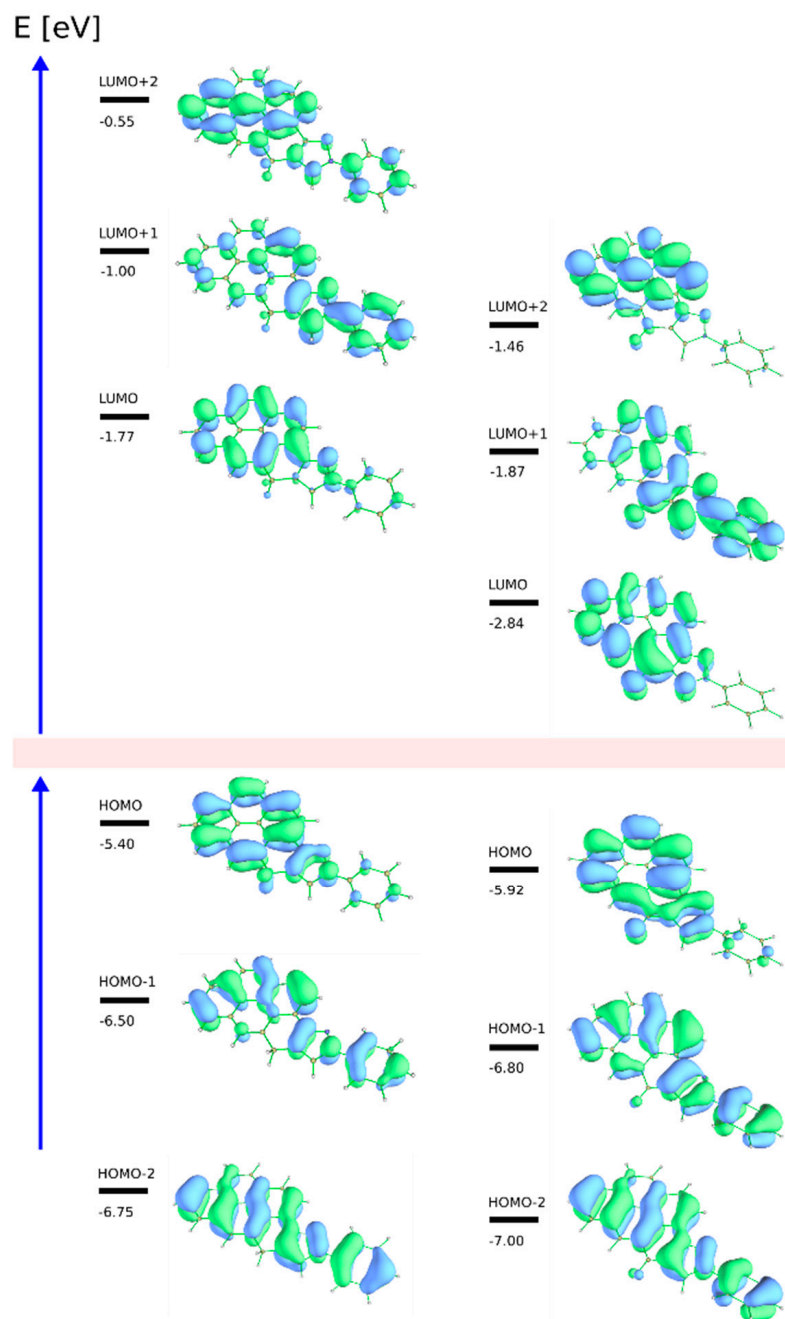 E [eV]
LUMO+2
-0.55
LUMO+1
-1.00
LUMO
-1.77
LUMO+2
-1.46
LUMO+1
-1.87
LUMO
-2.84
HOMO
-5.40
HOMO-1
-6.50
HOMO-2
-6.75
HOMO
-5.92
HOMO-1
-6.80
HOMO-2
-7.00